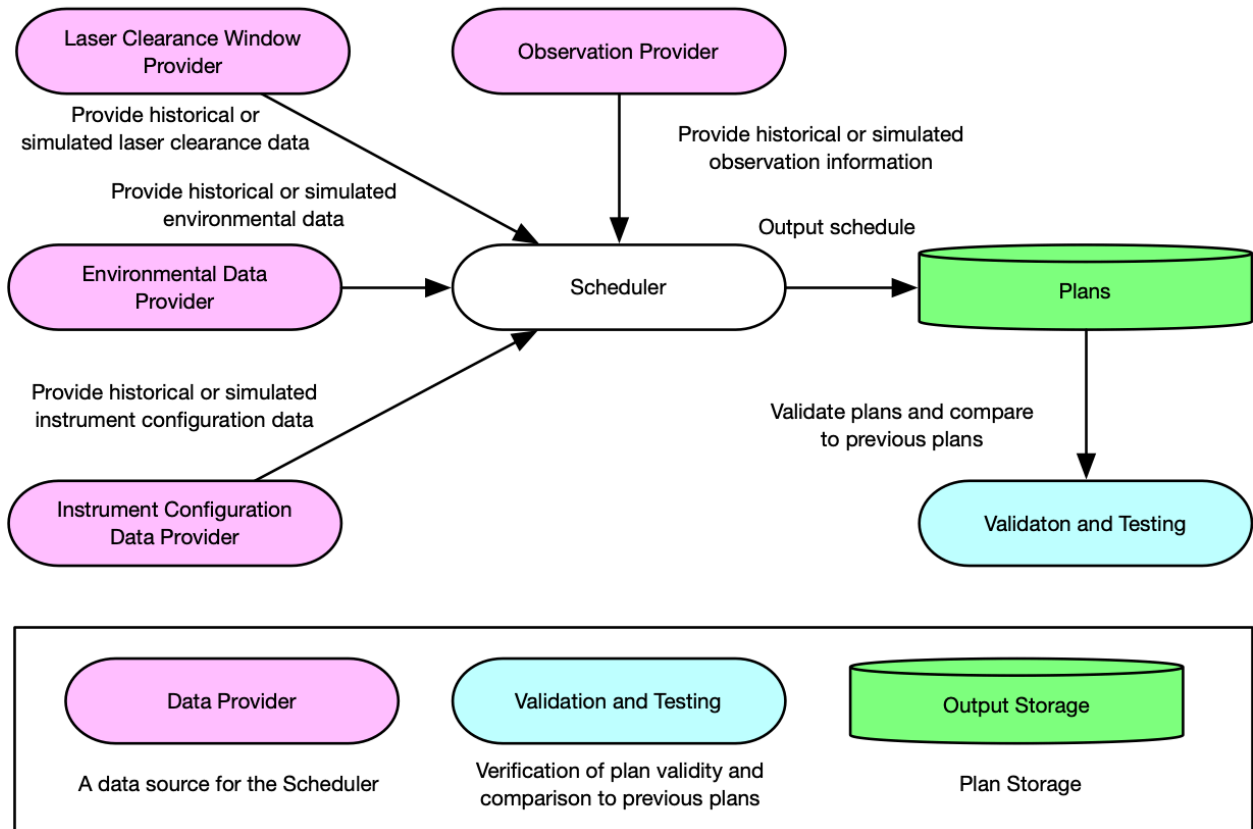 Laser Clearance Window
Provider
Observation Provider
Provide historical or
simulated laser clearance data
Provide historical or simulated
observation information
Provide historical or simulated
environmental data
Output schedule
Environmental Data
Provider
Scheduler
Plans
Provide historical or simulated
instrument configuration data
Validate plans and compare
to previous plans
Instrument Configuration
Data Provider
Validaton and Testing
Data Provider
Validation and Testing
Output Storage
A data source for the Scheduler
Verification of plan validity and
comparison to previous plans
Plan Storage